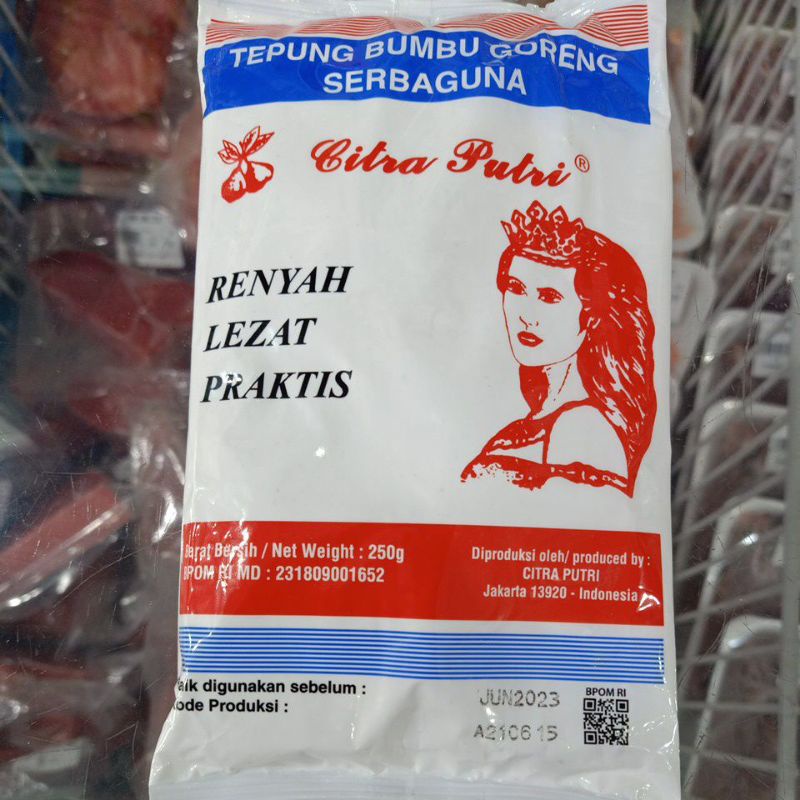 TEPUNG BUMBU GORENG
SERBAGUNA
Citra Putri®
RENYAH
LEZAT
PRAKTIS
Berat Bersih / Net Weight : 250g
BPOM RI MD : 231809001652
Diproduksi oleh/ produced by :
CITRA PUTRI
Jakarta 13920 - Indonesia
Baik digunakan sebelum :
Kode Produksi :
JUN2023
A210615
BPOM RI